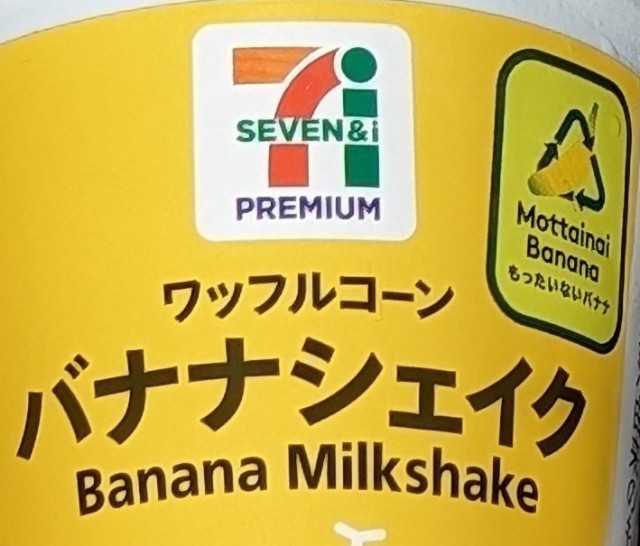 SEVEN&i
PREMIUM
Mottainai
Banana
もったいないバナナ
ワッフルコーン
バナナシェイク
Banana Milkshake